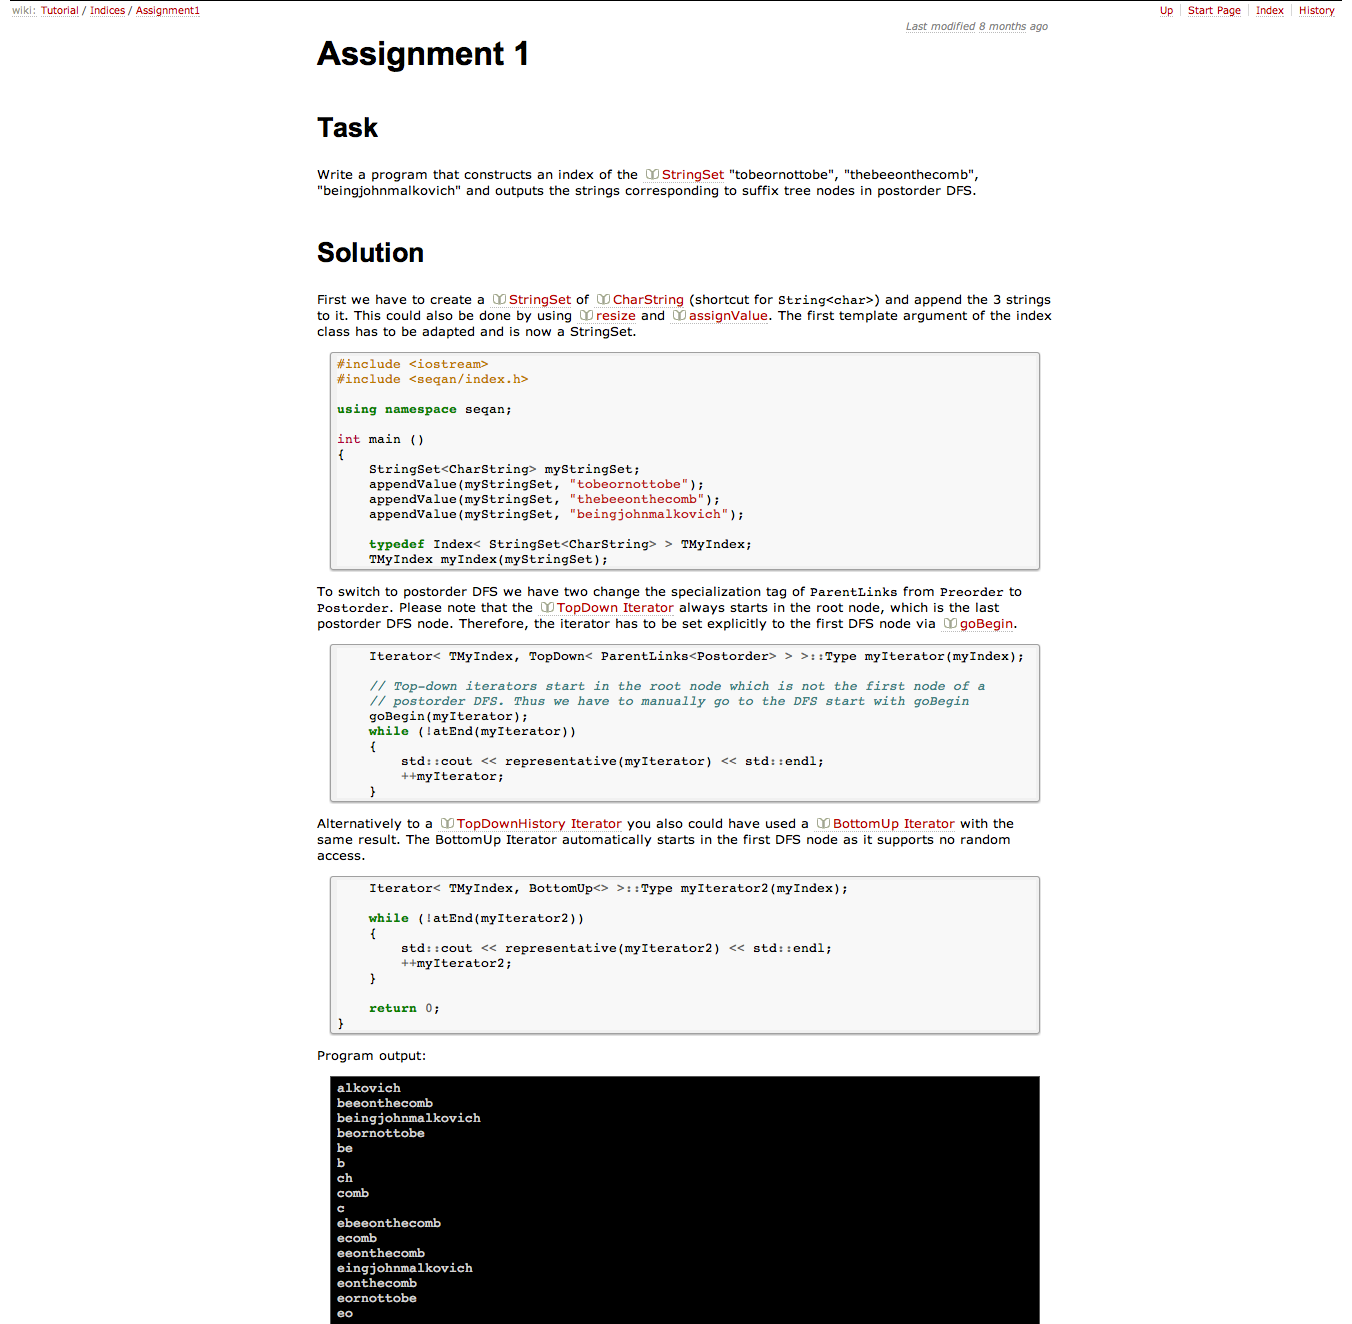 wiki: Tutorial / Indices / Assignment1
Up | Start Page | Index | History
Last modified 8 months ago
Assignment 1
Task
Write a program that constructs an index of the StringSet "tobeornottobe", "thebeeonthecomb",
"beingjohnmalkovich" and outputs the strings corresponding to suffix tree nodes in postorder DFS.
Solution
First we have to create a StringSet of CharString (shortcut for String<char>) and append the 3 strings
to it. This could also be done by using resize and assignValue. The first template argument of the index
class has to be adapted and is now a StringSet.
#include <iostream>
#include <seqan/index.h>
using namespace seqan;
int main ()
{
    StringSet<CharString> myStringSet;
    appendValue(myStringSet, "tobeornottobe");
    appendValue(myStringSet, "thebeeonthecomb");
    appendValue(myStringSet, "beingjohnmalkovich");
    typedef Index< StringSet<CharString> > TMyIndex;
    TMyIndex myIndex(myStringSet);
To switch to postorder DFS we have two change the specialization tag of ParentLinks from Preorder to
Postorder. Please note that the TopDown Iterator always starts in the root node, which is the last
postorder DFS node. Therefore, the iterator has to be set explicitly to the first DFS node via goBegin.
    Iterator< TMyIndex, TopDown< ParentLinks<Postorder> > >::Type myIterator(myIndex);
    // Top-down iterators start in the root node which is not the first node of a
    // postorder DFS. Thus we have to manually go to the DFS start with goBegin
    goBegin(myIterator);
    while (!atEnd(myIterator))
    {
        std::cout << representative(myIterator) << std::endl;
        ++myIterator;
    }
Alternatively to a TopDownHistory Iterator you also could have used a BottomUp Iterator with the
same result. The BottomUp Iterator automatically starts in the first DFS node as it supports no random
access.
    Iterator< TMyIndex, BottomUp<> >::Type myIterator2(myIndex);
    while (!atEnd(myIterator2))
    {
        std::cout << representative(myIterator2) << std::endl;
        ++myIterator2;
    }
    return 0;
}
Program output:
alkovich
beeonthecomb
beingjohnmalkovich
beornottobe
be
b
ch
comb
c
ebeeonthecomb
ecomb
eeonthecomb
eingjohnmalkovich
eonthecomb
eornottobe
eo